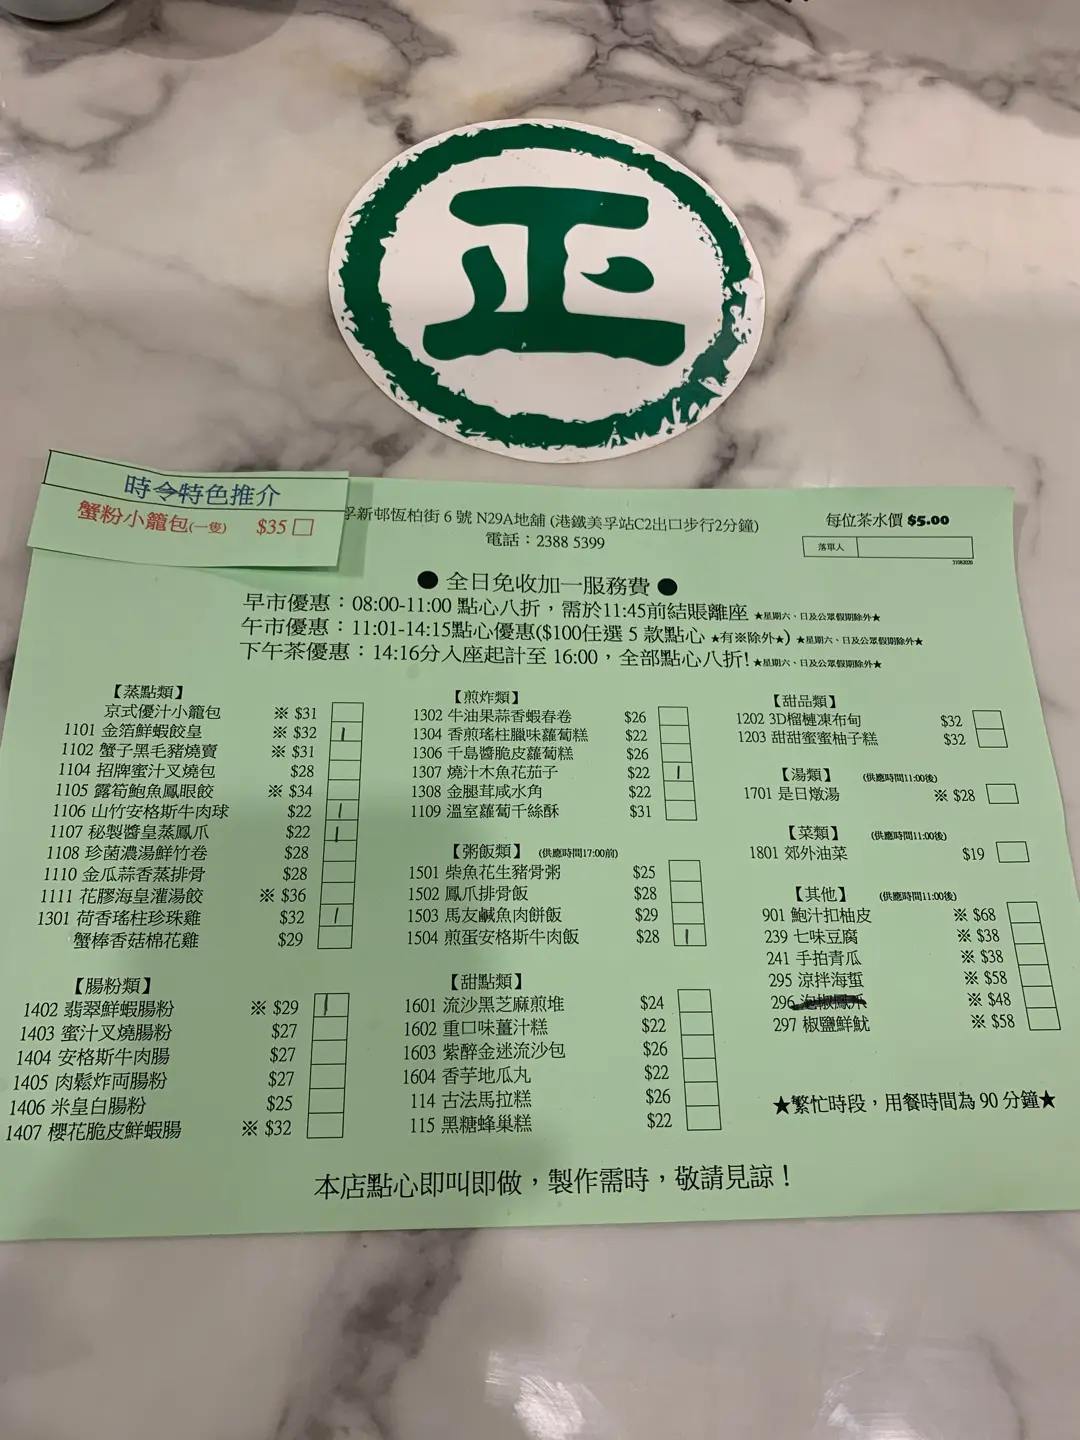 正
時令特色推介
蟹粉小籠包(一隻) $35
孚新邨恆柏街 6 號 N29A地舖 (港鐵美孚站C2出口步行2分鐘)
電話：2388 5399
每位茶水價 $5.00
落單人
● 全日免收加一服務費 ●
早市優惠：08:00-11:00 點心八折，需於11:45前結賬離座 ★星期六、日及公眾假期除外★
午市優惠：11:01-14:15點心優惠($100任選 5 款點心 ★有※除外★) ★星期六、日及公眾假期除外★
下午茶優惠：14:16分入座起計至 16:00，全部點心八折! ★星期六、日及公眾假期除外★
【蒸點類】
京式優汁小籠包 ※ $31
1101 金箔鮮蝦餃皇 ※ $32
1102 蟹子黑毛豬燒賣 ※ $31
1104 招牌蜜汁叉燒包 $28
1105 露筍鮑魚鳳眼餃 ※ $34
1106 山竹安格斯牛肉球 $22
1107 秘製醬皇蒸鳳爪 $22
1108 珍菌濃湯鮮竹卷 $28
1110 金瓜蒜香蒸排骨 $28
1111 花膠海皇灌湯餃 ※ $36
1301 荷香瑤柱珍珠雞 $32
蟹棒香菇棉花雞 $29
【腸粉類】
1402 翡翠鮮蝦腸粉 ※ $29
1403 蜜汁叉燒腸粉 $27
1404 安格斯牛肉腸 $27
1405 肉鬆炸両腸粉 $27
1406 米皇白腸粉 $25
1407 櫻花脆皮鮮蝦腸 ※ $32
【煎炸類】
1302 牛油果蒜香蝦春卷 $26
1304 香煎瑤柱臘味蘿蔔糕 $22
1306 千島醬脆皮蘿蔔糕 $26
1307 燒汁木魚花茄子 $22
1308 金腿茸咸水角 $22
1109 溫室蘿蔔千絲酥 $31
【粥飯類】 (供應時間17:00前)
1501 柴魚花生豬骨粥 $25
1502 鳳爪排骨飯 $28
1503 馬友鹹魚肉餅飯 $29
1504 煎蛋安格斯牛肉飯 $28
【甜點類】
1601 流沙黑芝麻煎堆 $24
1602 重口味薑汁糕 $22
1603 紫醉金迷流沙包 $26
1604 香芋地瓜丸 $22
114 古法馬拉糕 $26
115 黑糖蜂巢糕 $22
【甜品類】
1202 3D榴槤凍布甸 $32
1203 甜甜蜜蜜柚子糕 $32
【湯類】 (供應時間11:00後)
1701 是日燉湯 ※ $28
【菜類】 (供應時間11:00後)
1801 郊外油菜 $19
【其他】 (供應時間11:00後)
901 鮑汁扣柚皮 ※ $68
239 七味豆腐 ※ $38
241 手拍青瓜 ※ $38
295 涼拌海蜇 ※ $58
296 ※ $48
297 椒鹽鮮魷 ※ $58
★繁忙時段，用餐時間為 90 分鐘★
本店點心即叫即做，製作需時，敬請見諒！